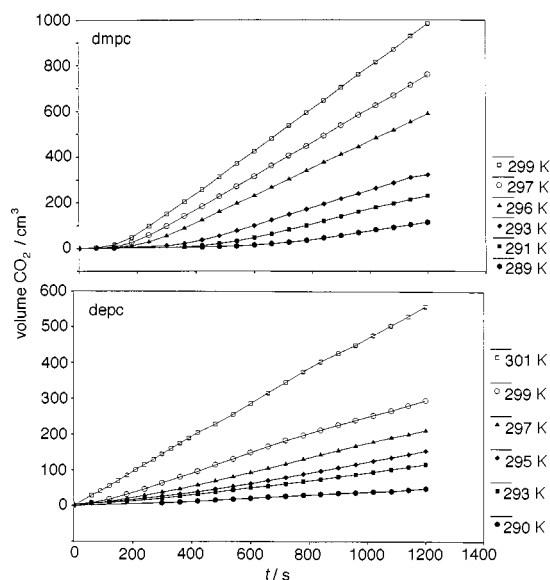 dmpc
1000
800
600
400
200
0
299 K
297 K
296 K
293 K
291 K
289 K
volume CO₂ / cm³
depc
600
500
400
300
200
100
0
301 K
299 K
297 K
295 K
293 K
290 K
0 200 400 600 800 1000 1200 1400
t / s